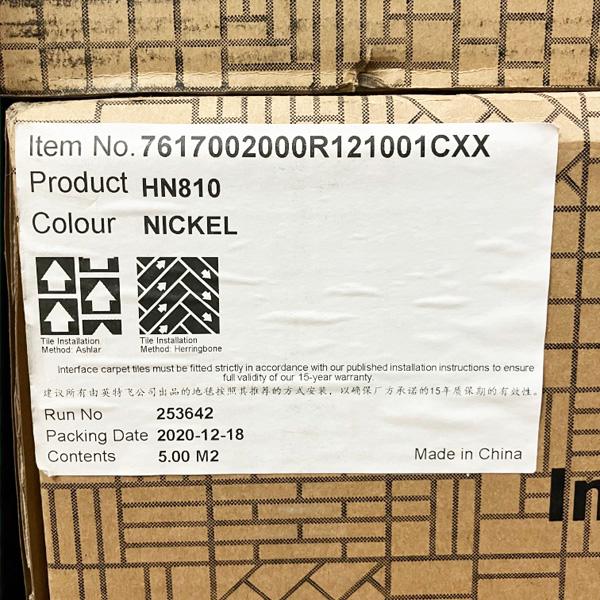 Item No. 7617002000R121001CXX
Product HN810
Colour NICKEL
Tile Installation Method: Ashlar
Tile Installation Method: Herringbone
Interface carpet tiles must be fitted strictly in accordance with our published installation instructions to ensure
full validity of our 15-year warranty.
建议所有由英特飞公司出品的地毯按照其推荐的方式安装，以确保厂方承诺的15年质保期的有效性。
Run No 253642
Packing Date 2020-12-18
Contents 5.00 M2
Made in China
In